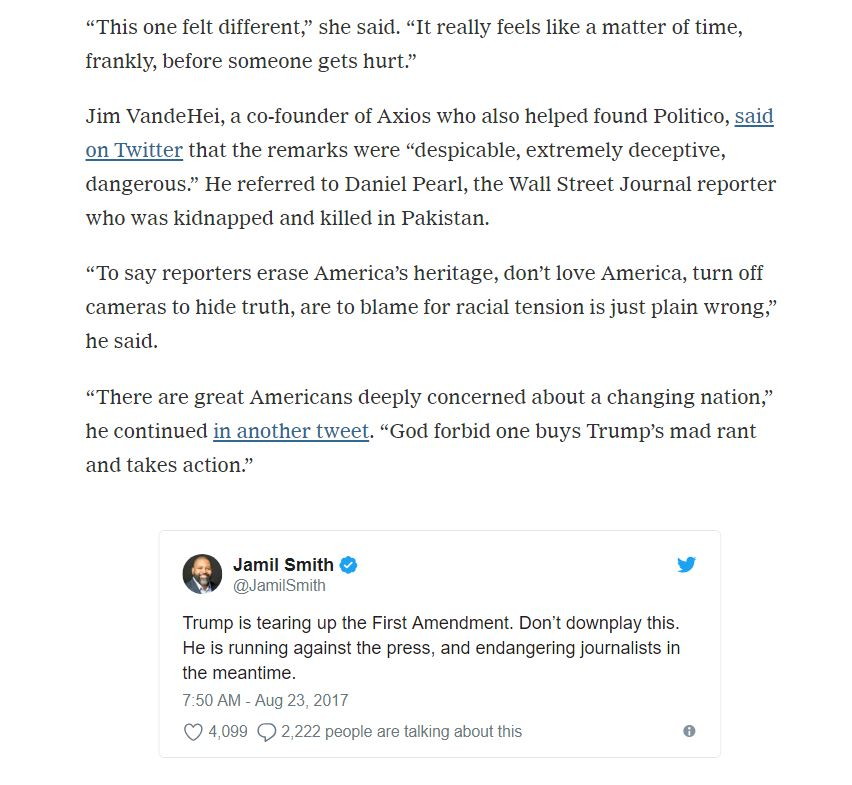 “This one felt different,” she said. “It really feels like a matter of time,
frankly, before someone gets hurt.”
Jim VandeHei, a co-founder of Axios who also helped found Politico, said
on Twitter that the remarks were “despicable, extremely deceptive,
dangerous.” He referred to Daniel Pearl, the Wall Street Journal reporter
who was kidnapped and killed in Pakistan.
“To say reporters erase America’s heritage, don’t love America, turn off
cameras to hide truth, are to blame for racial tension is just plain wrong,”
he said.
“There are great Americans deeply concerned about a changing nation,”
he continued in another tweet. “God forbid one buys Trump’s mad rant
and takes action.”
Jamil Smith
@JamilSmith
Trump is tearing up the First Amendment. Don’t downplay this.
He is running against the press, and endangering journalists in
the meantime.
7:50 AM - Aug 23, 2017
4,099 2,222 people are talking about this